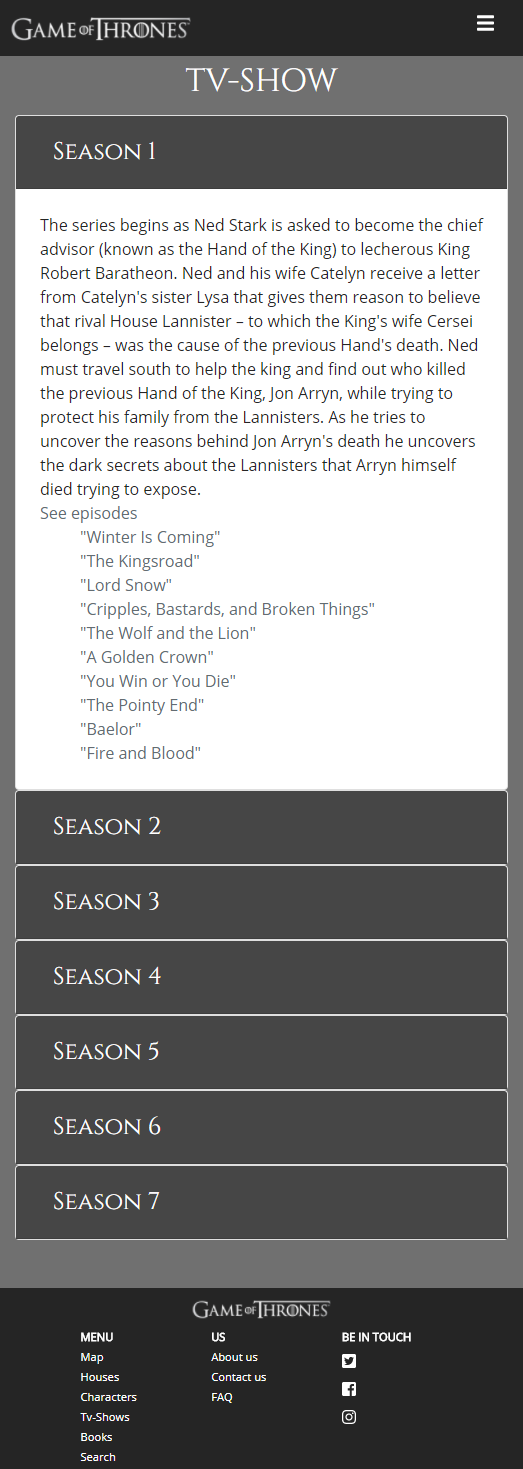 GAME OF THRONES
TV-SHOW
SEASON 1
The series begins as Ned Stark is asked to become the chief
advisor (known as the Hand of the King) to lecherous King
Robert Baratheon. Ned and his wife Catelyn receive a letter
from Catelyn's sister Lysa that gives them reason to believe
that rival House Lannister – to which the King's wife Cersei
belongs – was the cause of the previous Hand's death. Ned
must travel south to help the king and find out who killed
the previous Hand of the King, Jon Arryn, while trying to
protect his family from the Lannisters. As he tries to
uncover the reasons behind Jon Arryn's death he uncovers
the dark secrets about the Lannisters that Arryn himself
died trying to expose.
See episodes
"Winter Is Coming"
"The Kingsroad"
"Lord Snow"
"Cripples, Bastards, and Broken Things"
"The Wolf and the Lion"
"A Golden Crown"
"You Win or You Die"
"The Pointy End"
"Baelor"
"Fire and Blood"
SEASON 2
SEASON 3
SEASON 4
SEASON 5
SEASON 6
SEASON 7
GAME OF THRONES
MENU
Map
Houses
Characters
Tv-Shows
Books
Search
US
About us
Contact us
FAQ
BE IN TOUCH